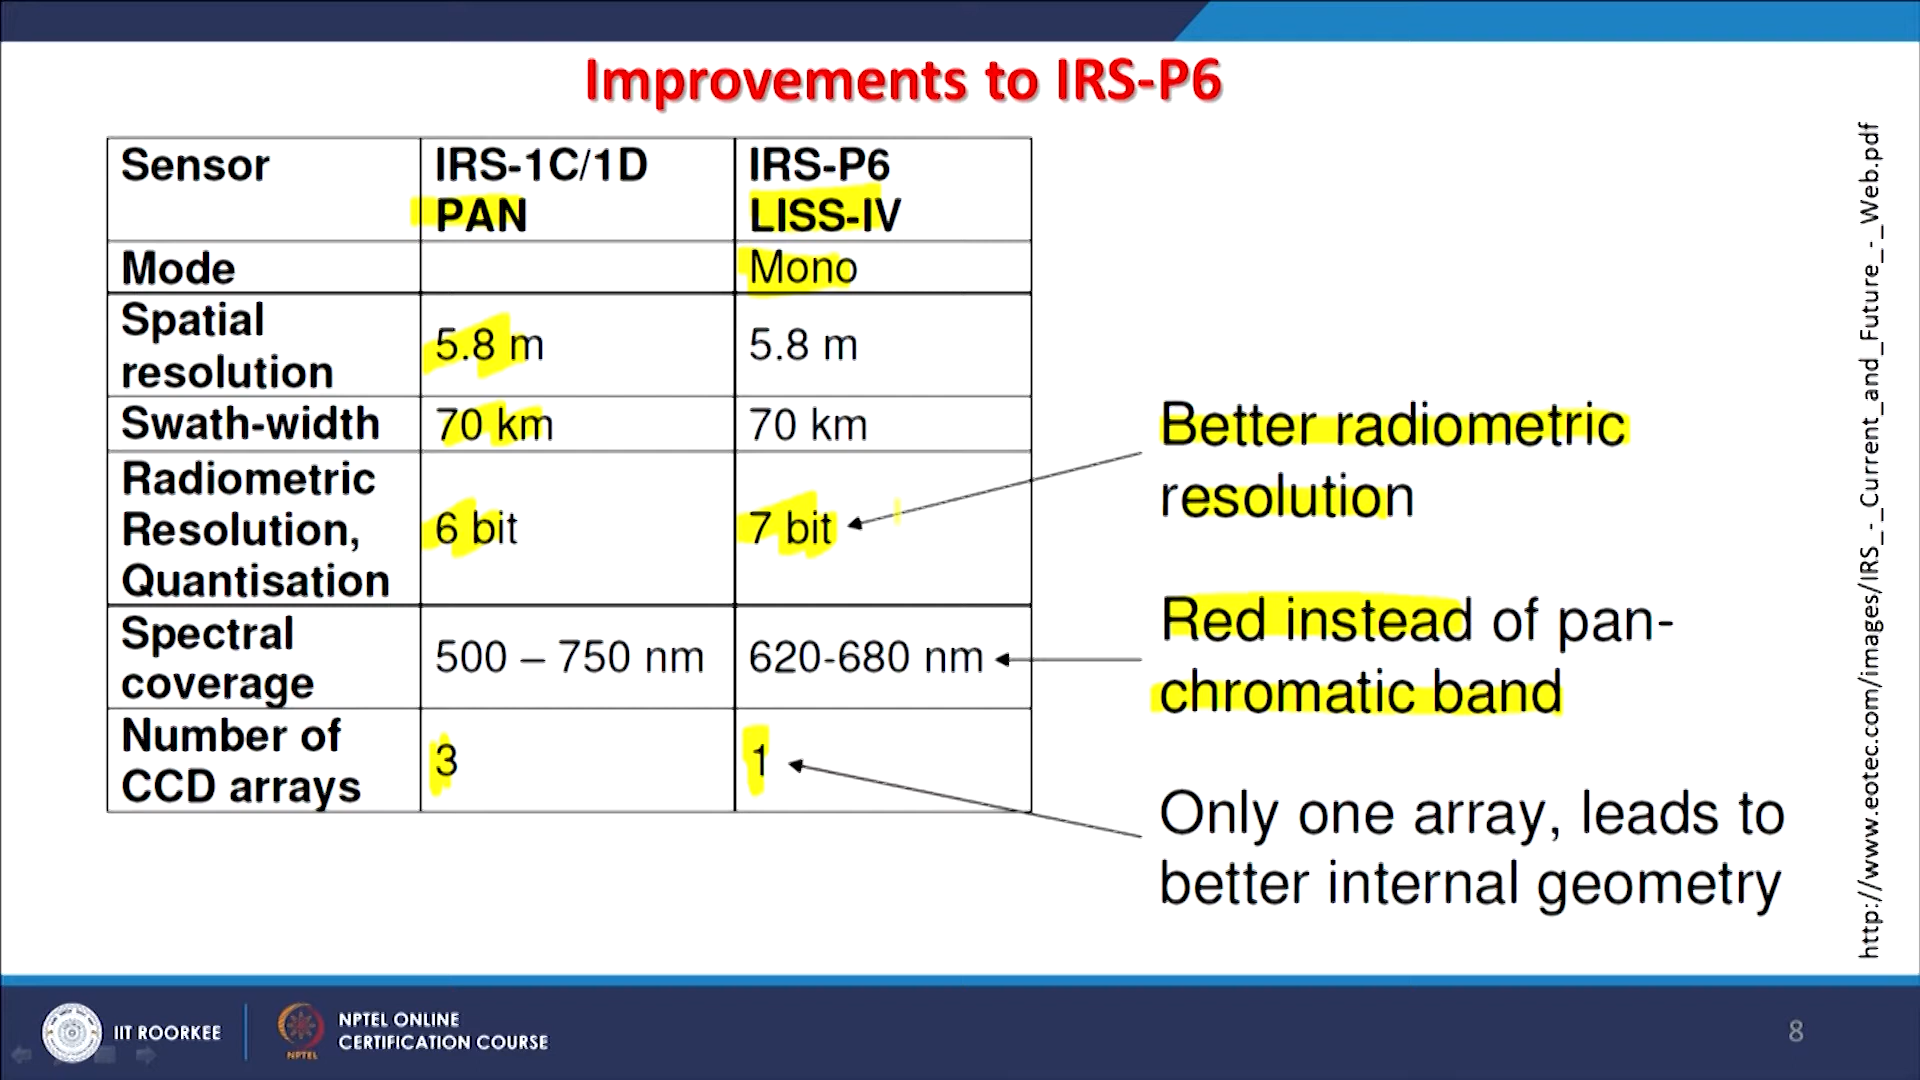 Improvements to IRS-P6
Sensor
IRS-1C/1D
PAN
IRS-P6
LISS-IV
Mode
Mono
Spatial
resolution
5.8 m
5.8 m
Swath-width
70 km
70 km
Radiometric
Resolution,
Quantisation
6 bit
7 bit
Spectral
coverage
500 – 750 nm
620-680 nm
Number of
CCD arrays
3
1
Better radiometric
resolution
Red instead of pan-
chromatic band
Only one array, leads to
better internal geometry
http://www.eotec.com/images/IRS_-_Current_and_Future_-_Web.pdf
IIT ROORKEE
NPTEL
NPTEL ONLINE
CERTIFICATION COURSE
8